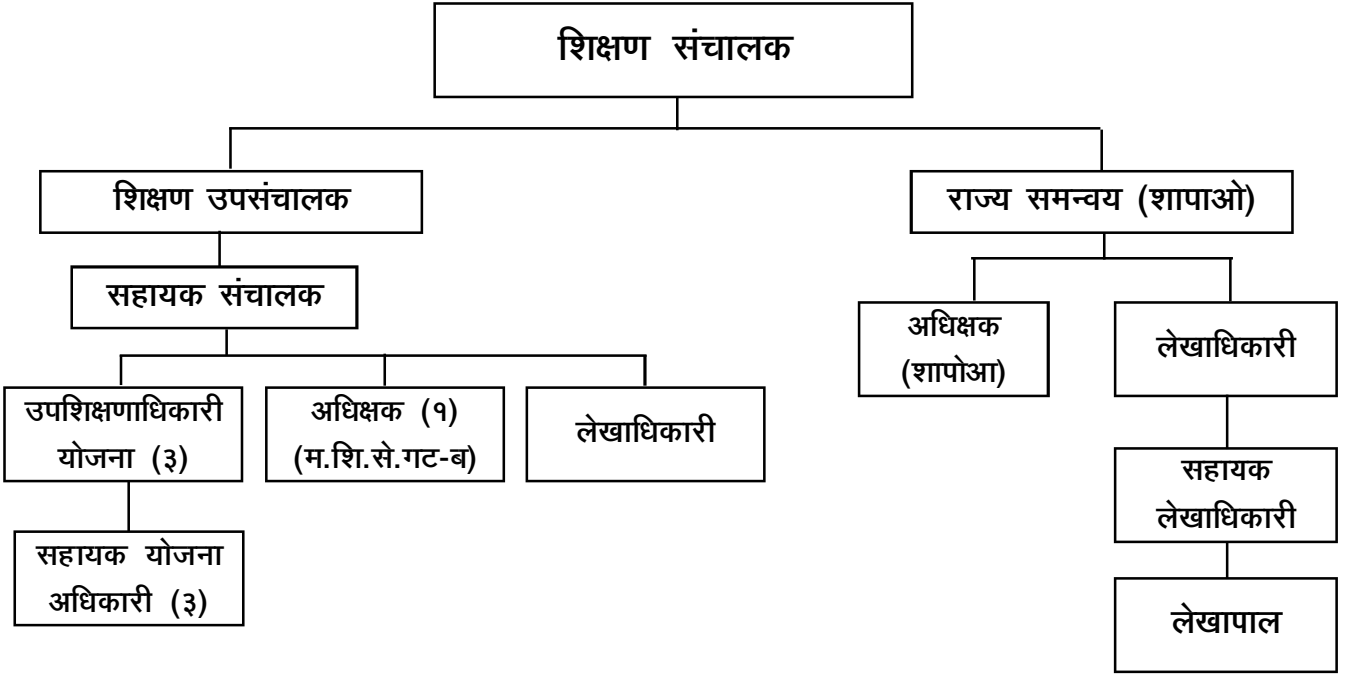 शिक्षण संचालक
शिक्षण उपसंचालक
राज्य समन्वय (शापाओ)
सहायक संचालक
अधिक्षक
(शापोआ)
लेखाधिकारी
उपशिक्षणाधिकारी
योजना (३)
अधिक्षक (१)
(म.शि.से.गट-ब)
लेखाधिकारी
सहायक
लेखाधिकारी
सहायक योजना
अधिकारी (३)
लेखापाल